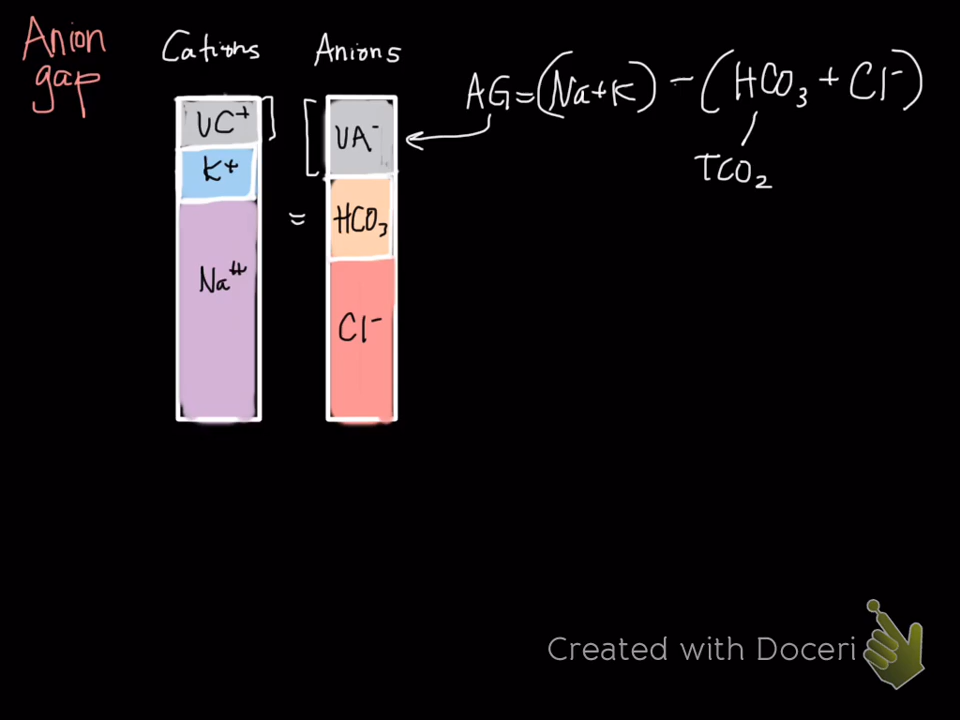 Anion
gap
Cations
Anions
AG=(Na+K) - (HCO₃ + Cl⁻)
TCO₂
UC⁺
UA⁻
K⁺
=
HCO₃
Na⁺
Cl⁻
Created with Doceri